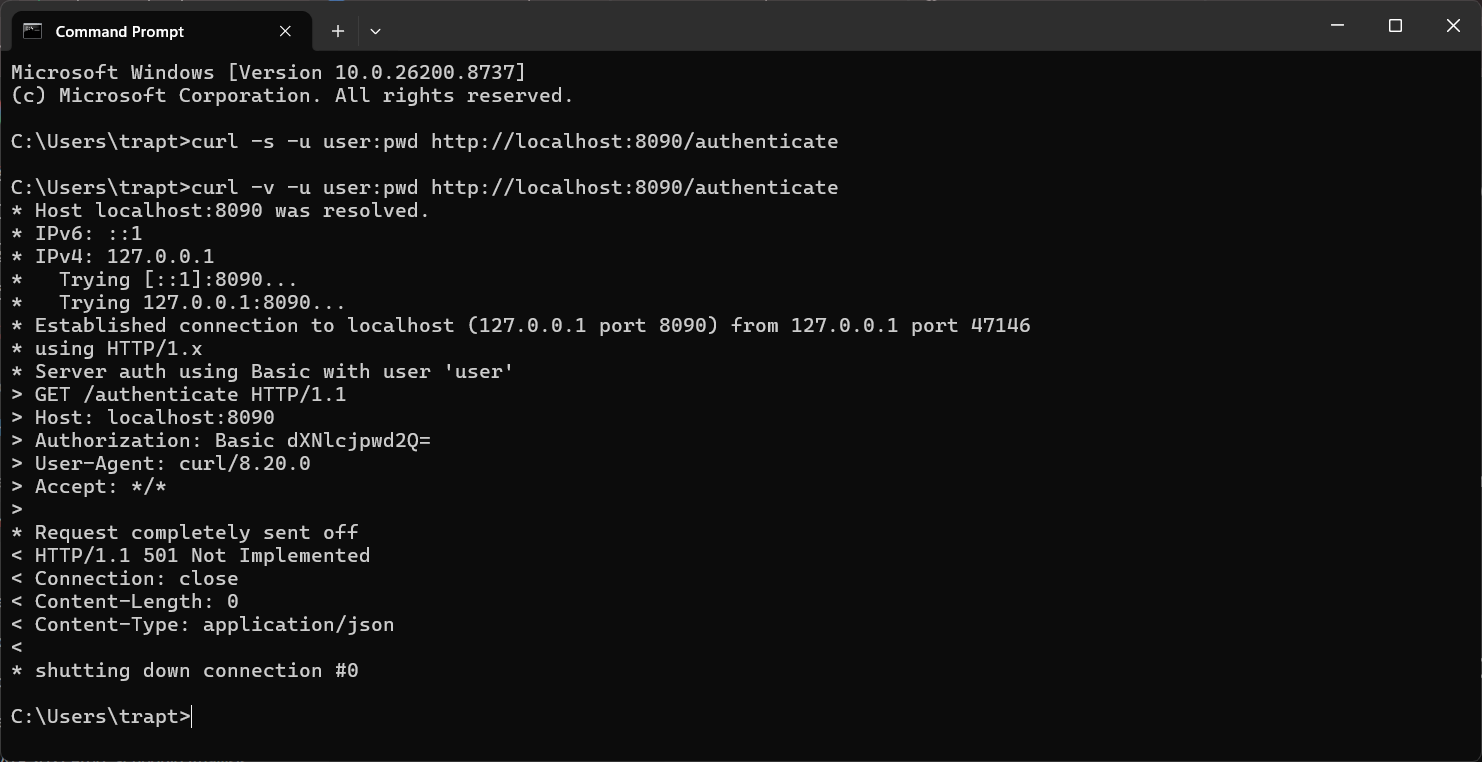 Command Prompt
Microsoft Windows [Version 10.0.26200.8737]
(c) Microsoft Corporation. All rights reserved.
C:\Users\trapt>curl -s -u user:pwd http://localhost:8090/authenticate
C:\Users\trapt>curl -v -u user:pwd http://localhost:8090/authenticate
* Host localhost:8090 was resolved.
* IPv6: ::1
* IPv4: 127.0.0.1
*   Trying [::1]:8090...
*   Trying 127.0.0.1:8090...
* Established connection to localhost (127.0.0.1 port 8090) from 127.0.0.1 port 47146
* using HTTP/1.x
* Server auth using Basic with user 'user'
> GET /authenticate HTTP/1.1
> Host: localhost:8090
> Authorization: Basic dXNlcjpwd2Q=
> User-Agent: curl/8.20.0
> Accept: */*
>
* Request completely sent off
< HTTP/1.1 501 Not Implemented
< Connection: close
< Content-Length: 0
< Content-Type: application/json
<
* shutting down connection #0
C:\Users\trapt>